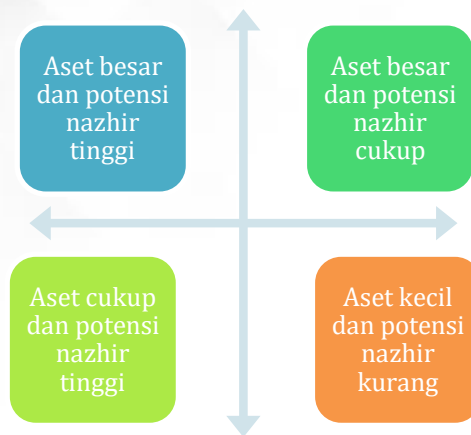 Aset besar
dan potensi
nazhir
tinggi
Aset besar
dan potensi
nazhir
cukup
Aset cukup
dan potensi
nazhir
tinggi
Aset kecil
dan potensi
nazhir
kurang